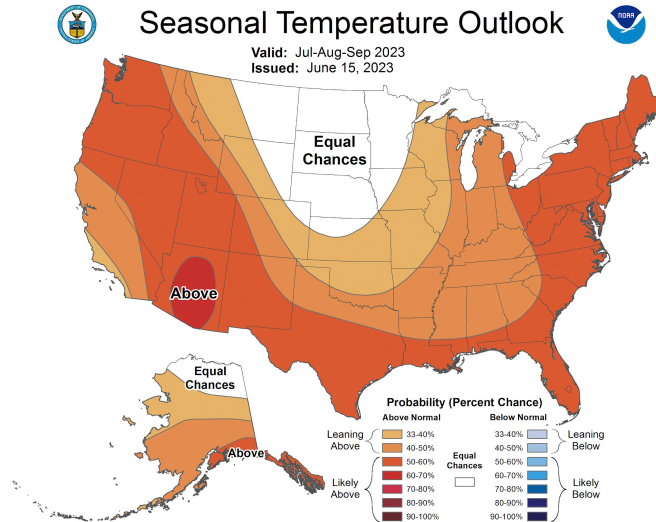 Seasonal Temperature Outlook
NOAA
Valid: Jul-Aug-Sep 2023
Issued: June 15, 2023
Equal
Chances
Above
Equal
Chances
Above
Probability (Percent Chance)
Above Normal
Below Normal
Leaning
Above
33-40%
40-50%
Likely
Above
50-60%
60-70%
70-80%
80-90%
90-100%
Equal
Chances
33-40%
40-50%
Leaning
Below
50-60%
60-70%
70-80%
80-90%
90-100%
Likely
Below